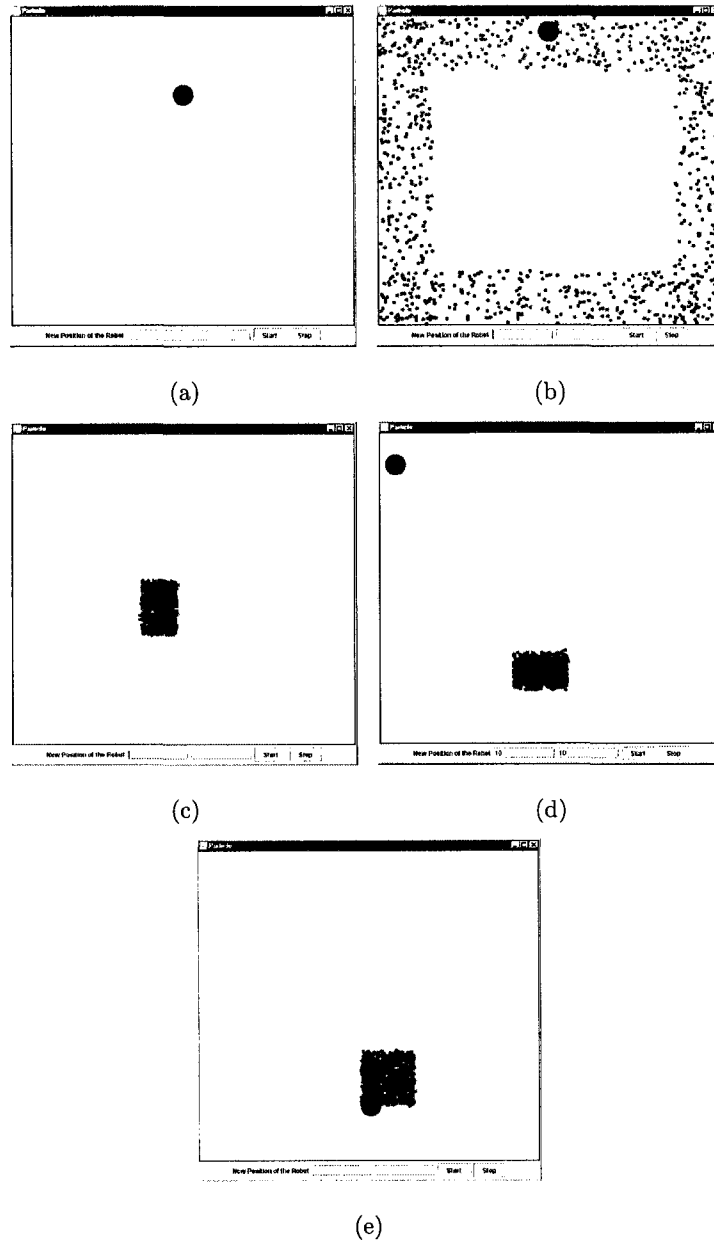 Particle
Particle
New Position of the Robot Start Stop
New Position of the Robot Start Stop
(a)
(b)
Particle
Particle
New Position of the Robot Start Stop
New Position of the Robot 10 10 Start Stop
(c)
(d)
Particle
New Position of the Robot Start Stop
(e)